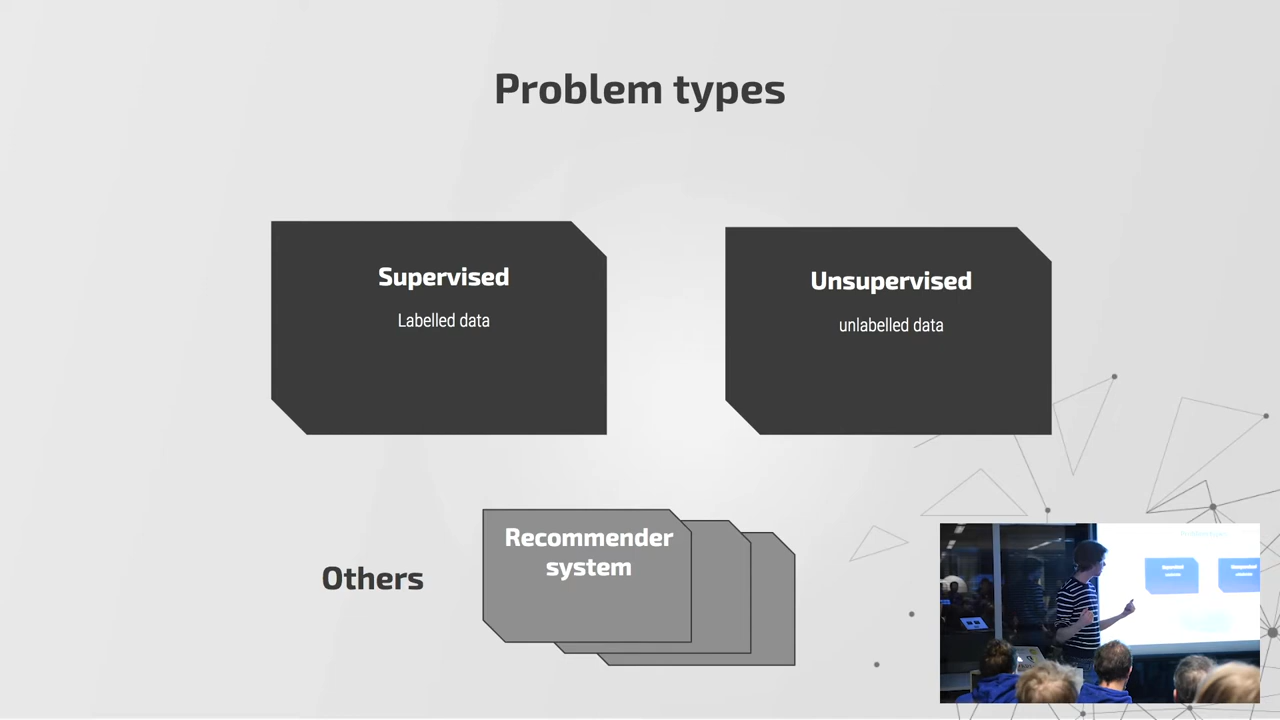 Problem types
Supervised
Labelled data
Unsupervised
unlabelled data
Others
Recommender
system